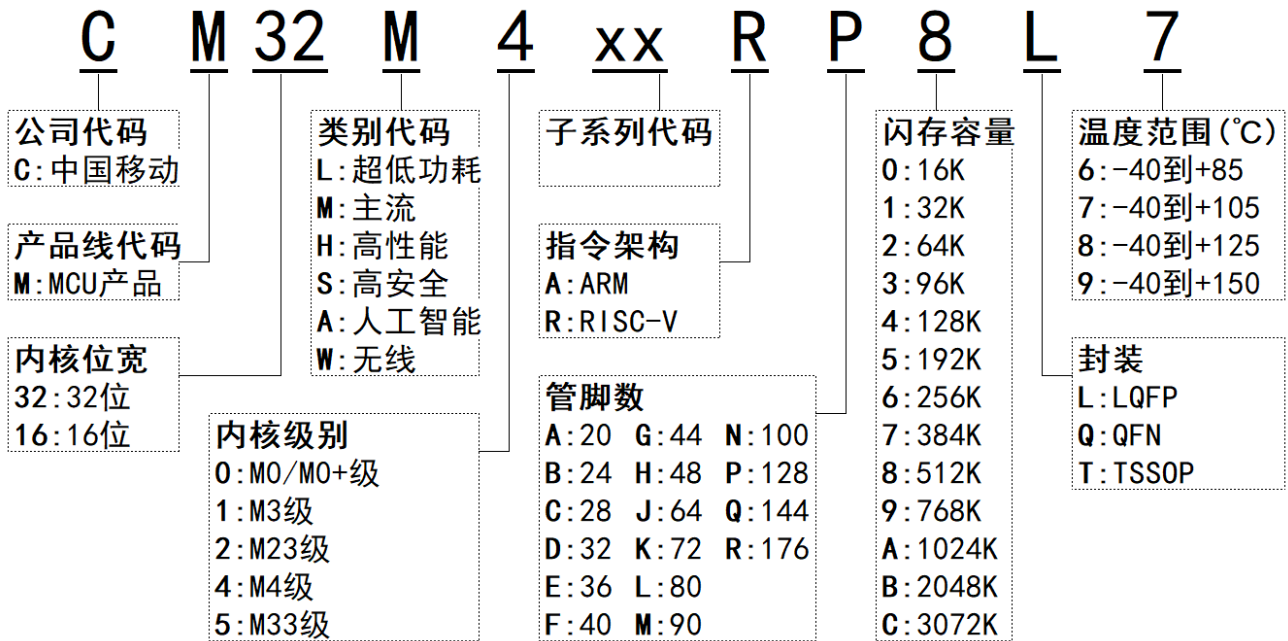 C M 32 M 4 xx R P 8 L 7
公司代码
C:中国移动
产品线代码
M:MCU产品
内核位宽
32:32位
16:16位
类别代码
L:超低功耗
M:主流
H:高性能
S:高安全
A:人工智能
W:无线
内核级别
0:M0/M0+级
1:M3级
2:M23级
4:M4级
5:M33级
子系列代码
指令架构
A:ARM
R:RISC-V
管脚数
A:20 G:44 N:100
B:24 H:48 P:128
C:28 J:64 Q:144
D:32 K:72 R:176
E:36 L:80
F:40 M:90
闪存容量
0:16K
1:32K
2:64K
3:96K
4:128K
5:192K
6:256K
7:384K
8:512K
9:768K
A:1024K
B:2048K
C:3072K
温度范围(℃)
6:-40到+85
7:-40到+105
8:-40到+125
9:-40到+150
封装
L:LQFP
Q:QFN
T:TSSOP